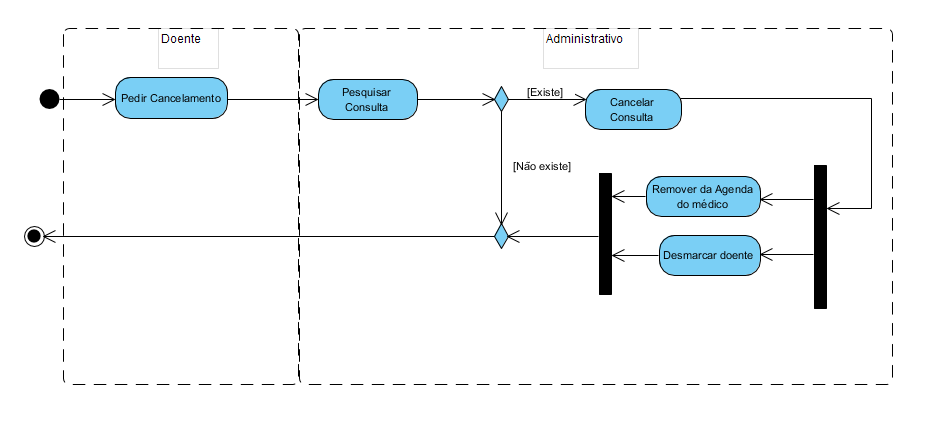 Doente
Administrativo
Pedir Cancelamento
Pesquisar
Consulta
[Existe]
Cancelar
Consulta
[Não existe]
Remover da Agenda
do médico
Desmarcar doente